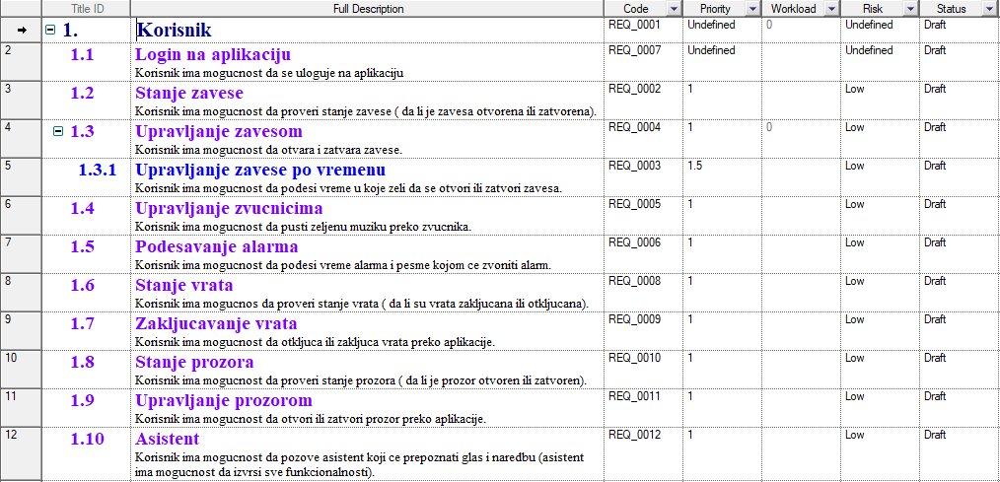 Title ID Full Description Code Priority Workload Risk Status
1. Korisnik REQ_0001 Undefined 0 Undefined Draft
2 1.1 Login na aplikaciju REQ_0007 Undefined Undefined Draft
Korisnik ima mogucnost da se uloguje na aplikaciju
3 1.2 Stanje zavese REQ_0002 1 Low Draft
Korisnik ima mogucnost da proveri stanje zavese ( da li je zavesa otvorena ili zatvorena).
4 1.3 Upravljanje zavesom REQ_0004 1 0 Low Draft
Korisnik ima mogucnost da otvara i zatvara zavese.
5 1.3.1 Upravljanje zavese po vremenu REQ_0003 1.5 Low Draft
Korisnik ima mogucnost da podesi vreme u koje zeli da se otvori ili zatvori zavesa.
6 1.4 Upravljanje zvucnicima REQ_0005 1 Low Draft
Korisnik ima mogucnost da pusti zeljenu muziku preko zvucnika.
7 1.5 Podesavanje alarma REQ_0006 1 Low Draft
Korisnik ima mogucnost da podesi vreme alarma i pesme kojom ce zvoniti alarm.
8 1.6 Stanje vrata REQ_0008 1 Low Draft
Korisnik ima mogucnos da proveri stanje vrata ( da li su vrata zakljucana ili otkljucana).
9 1.7 Zakljucavanje vrata REQ_0009 1 Low Draft
Korisnik ima mogucnost da otkljuca ili zakljuca vrata preko aplikacije.
10 1.8 Stanje prozora REQ_0010 1 Low Draft
Korisnik ima mogucnost da proveri stanje prozora ( da li je prozor otvoren ili zatvoren).
11 1.9 Upravljanje prozorom REQ_0011 1 Low Draft
Korisnik ima mogucnost da otvori ili zatvori prozor preko aplikacije.
12 1.10 Asistent REQ_0012 1 Low Draft
Korisnik ima mogucnost da pozove asistent koji ce prepoznati glas i naredbu (asistent
ima mogucnost da izvrsi sve funkcionalnosti).